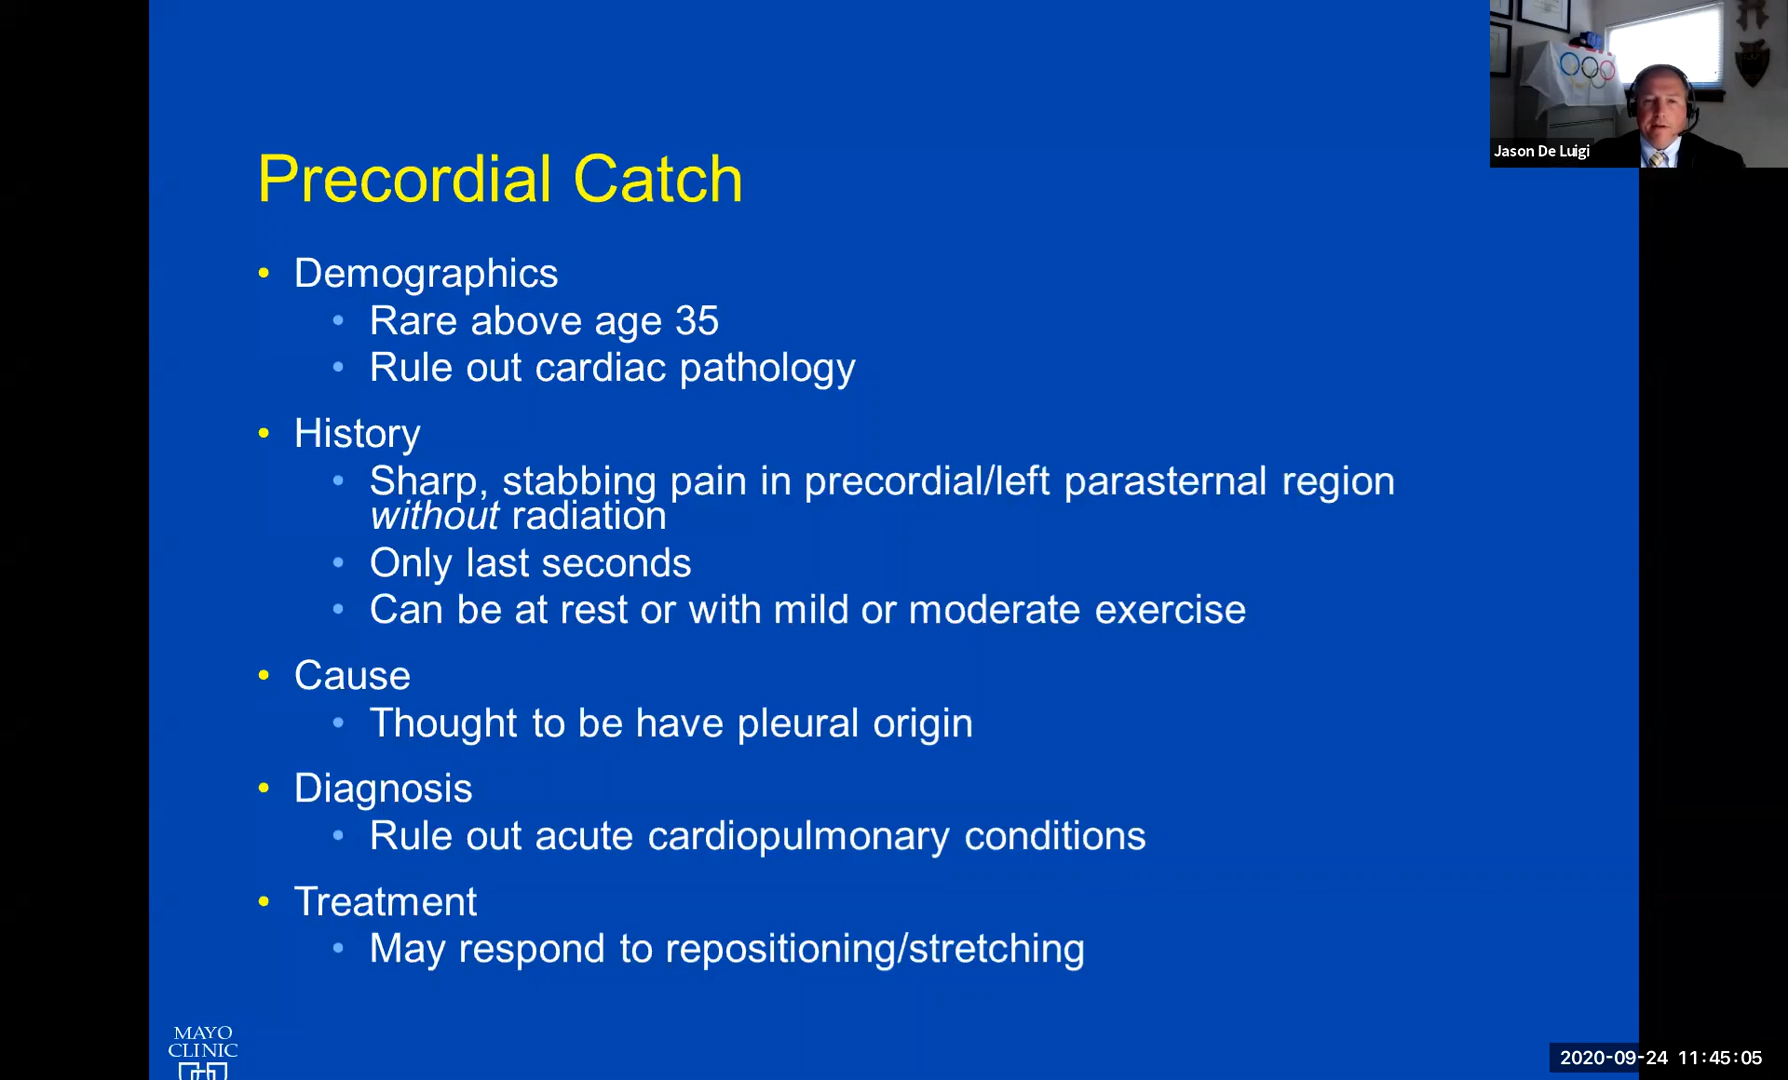 Precordial Catch
• Demographics
• Rare above age 35
• Rule out cardiac pathology
• History
• Sharp, stabbing pain in precordial/left parasternal region
without radiation
• Only last seconds
• Can be at rest or with mild or moderate exercise
• Cause
• Thought to be have pleural origin
• Diagnosis
• Rule out acute cardiopulmonary conditions
• Treatment
• May respond to repositioning/stretching
MAYO
CLINIC
Jason De Luigi
2020-09-24 11:45:05